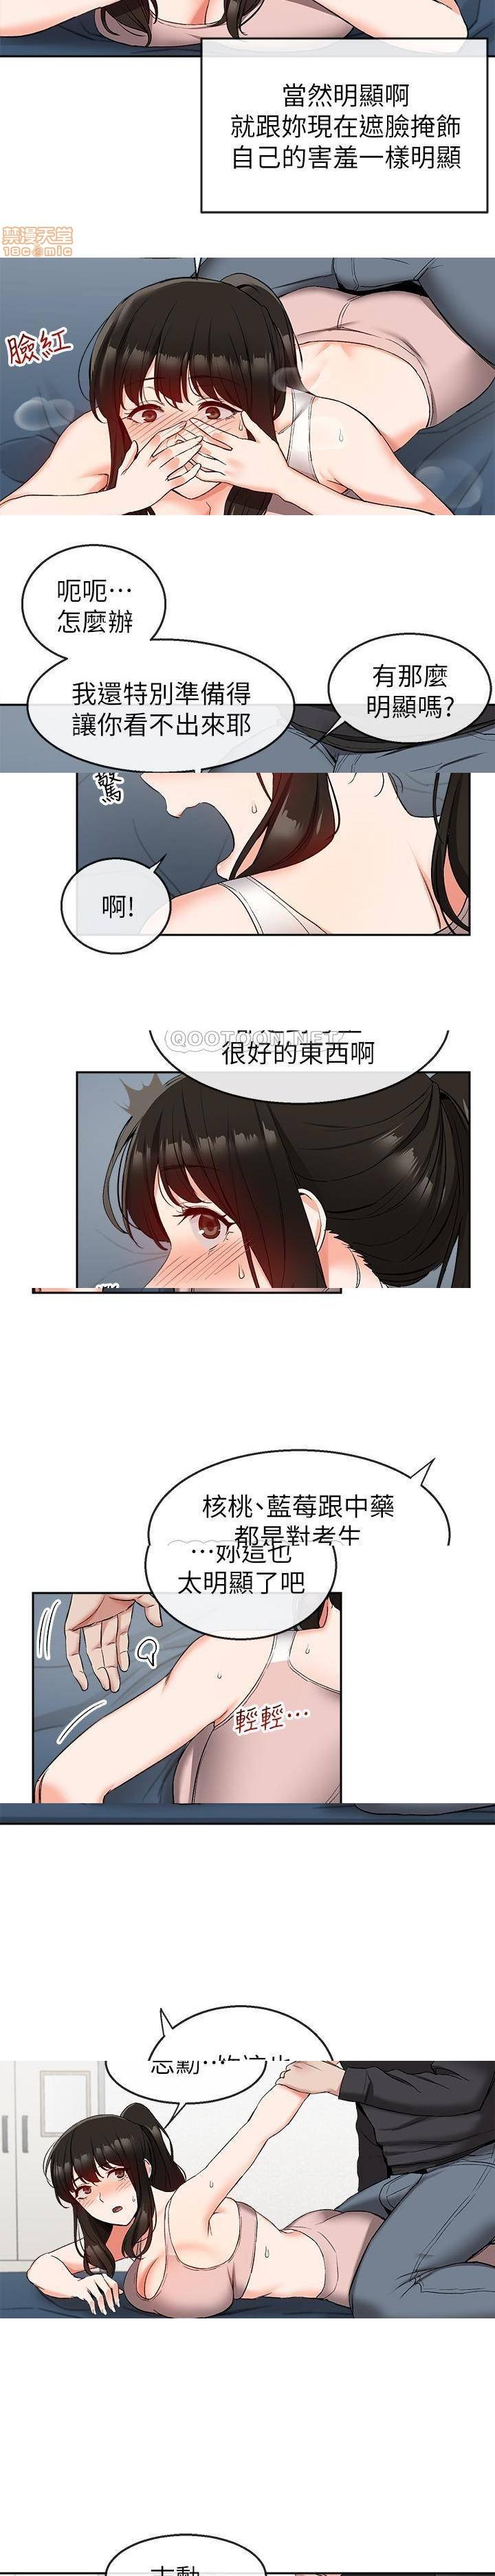 當然明顯啊
就跟妳現在遮臉掩飾
自己的害羞一樣明顯
禁漫天堂
18comic
臉紅
呃呃…
怎麼辦
我還特別準備得
讓你看不出來耶
有那麼
明顯嗎?
驚
啊!
QOOTOON.NET
很好的東西啊
核桃、藍莓跟中藥
都是對考生
…妳這也
太明顯了吧
輕輕…